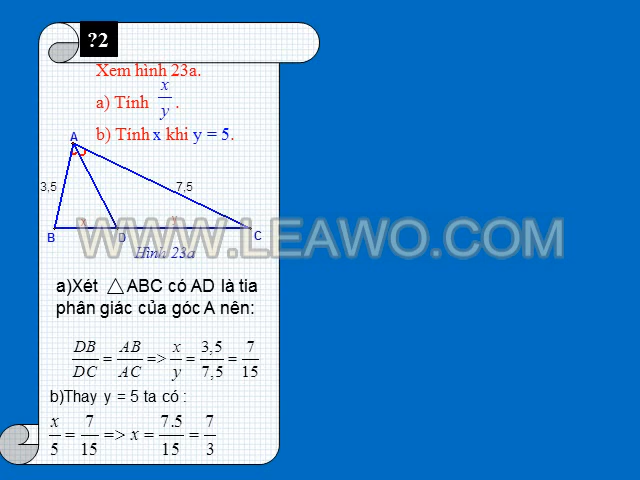 ?2
Xem hình 23a.
a) Tính x/y .
b) Tính x khi y = 5.
A
3,5
7,5
x
y
B
D
C
WWW.LEAWO.COM
Hình 23a
a)Xét △ABC có AD là tia
phân giác của góc A nên:
DB/DC = AB/AC => x/y = 3,5/7,5 = 7/15
b)Thay y = 5 ta có :
x/5 = 7/15 => x = 7.5/15 = 7/3